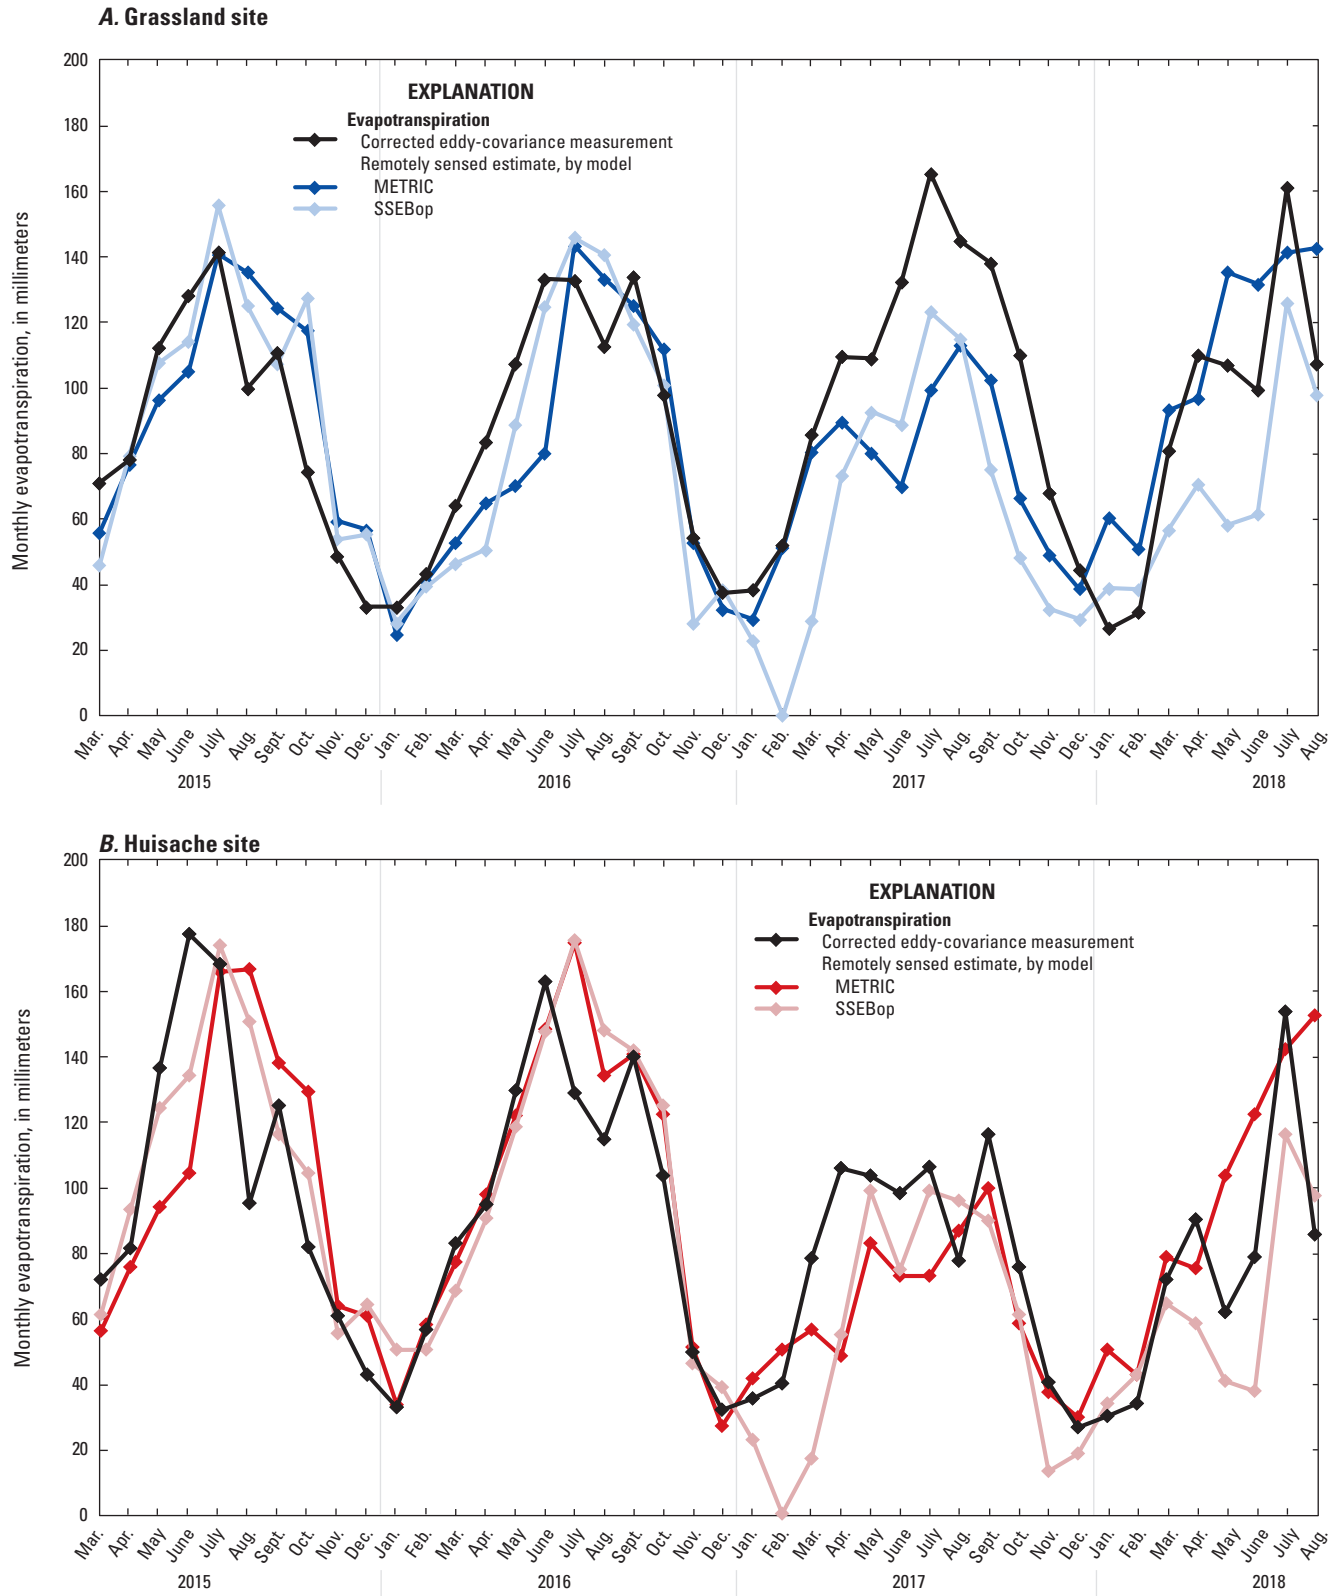 A. Grassland site
200
180
160
140
120
100
80
60
40
20
0
Monthly evapotranspiration, in millimeters
EXPLANATION
Evapotranspiration
Corrected eddy-covariance measurement
Remotely sensed estimate, by model
METRIC
SSEBop
Mar. Apr. May June July Aug. Sept. Oct. Nov. Dec. Jan. Feb. Mar. Apr. May June July Aug. Sept. Oct. Nov. Dec. Jan. Feb. Mar. Apr. May June July Aug. Sept. Oct. Nov. Dec. Jan. Feb. Mar. Apr. May June July Aug.
2015 2016 2017 2018
B. Huisache site
200
180
160
140
120
100
80
60
40
20
0
Monthly evapotranspiration, in millimeters
EXPLANATION
Evapotranspiration
Corrected eddy-covariance measurement
Remotely sensed estimate, by model
METRIC
SSEBop
Mar. Apr. May June July Aug. Sept. Oct. Nov. Dec. Jan. Feb. Mar. Apr. May June July Aug. Sept. Oct. Nov. Dec. Jan. Feb. Mar. Apr. May June July Aug. Sept. Oct. Nov. Dec. Jan. Feb. Mar. Apr. May June July Aug.
2015 2016 2017 2018